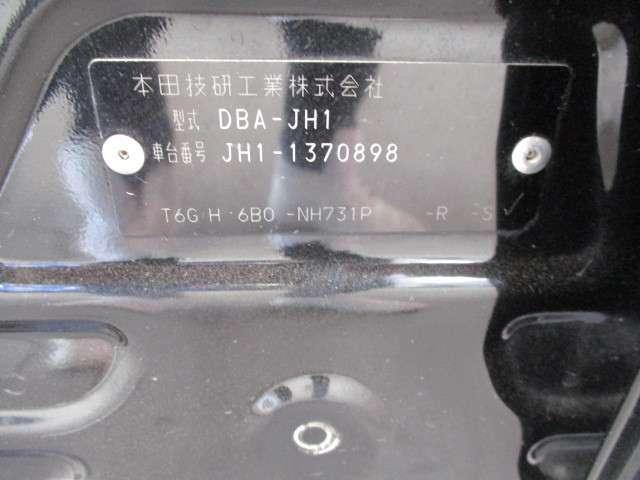 本田技研工業株式会社
型式 DBA-JH1
車台番号 JH1-1370898
T6G H 6B0 -NH731P -R -S